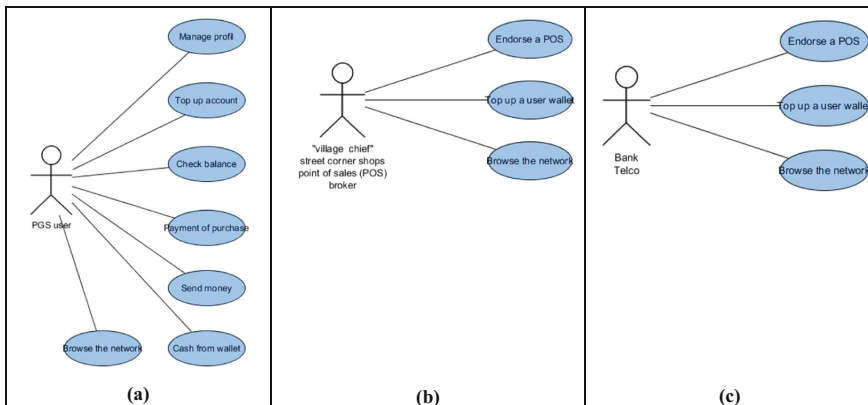 Manage profil
Top up account
Check balance
PGS user
Payment of purchase
Send money
Browse the network
Cash from wallet
(a)
Endorse a POS
Top up a user wallet
"village chief"
street corner shops
point of sales (POS)
broker
Browse the network
(b)
Endorse a POS
Top up a user wallet
Bank
Telco
Browse the network
(c)